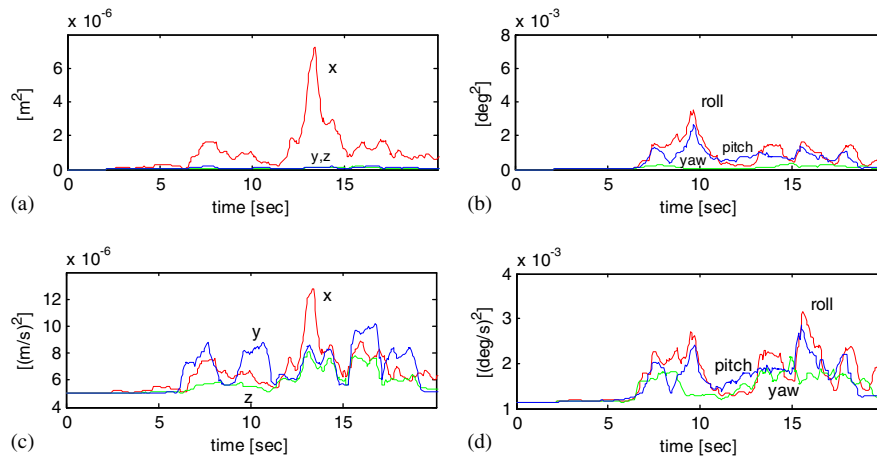 x 10⁻⁶
8
6
4
2
0
[m²]
x
y,z
0 5 10 15
time [sec]
(a)
x 10⁻³
8
6
4
2
0
[deg²]
roll
pitch
yaw
0 5 10 15
time [sec]
(b)
x 10⁻⁶
12
10
8
6
4
[(m/s)²]
x
y
z
0 5 10 15
time [sec]
(c)
x 10⁻³
4
3
2
1
[(deg/s)²]
roll
pitch
yaw
0 5 10 15
time [sec]
(d)